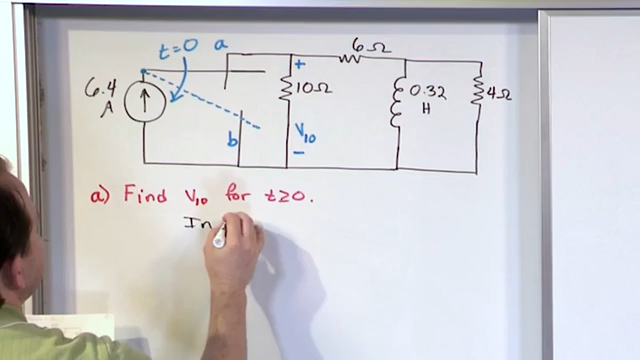 t=0 a
6Ω
+
6.4 A
10Ω
0.32 H
4Ω
b
V10
−
a) Find V10 for t≥0.
In